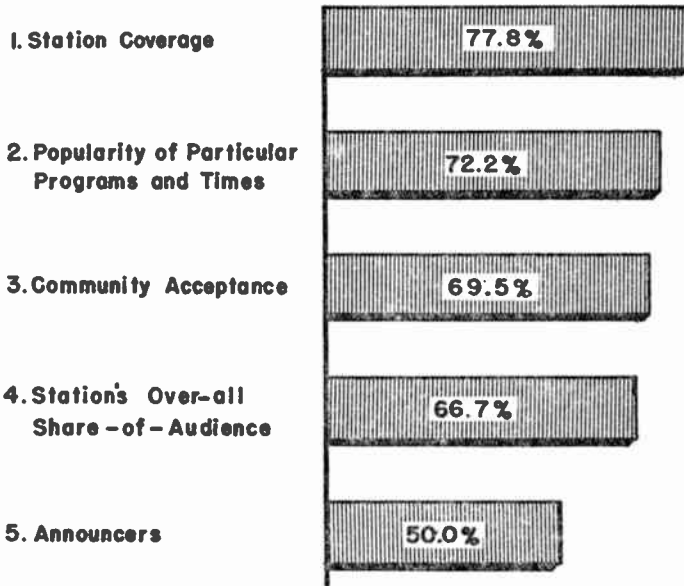 1. Station Coverage
77.8%
2. Popularity of Particular
Programs and Times
72.2%
3. Community Acceptance
69.5%
4. Station's Over-all
Share-of-Audience
66.7%
5. Announcers
50.0%